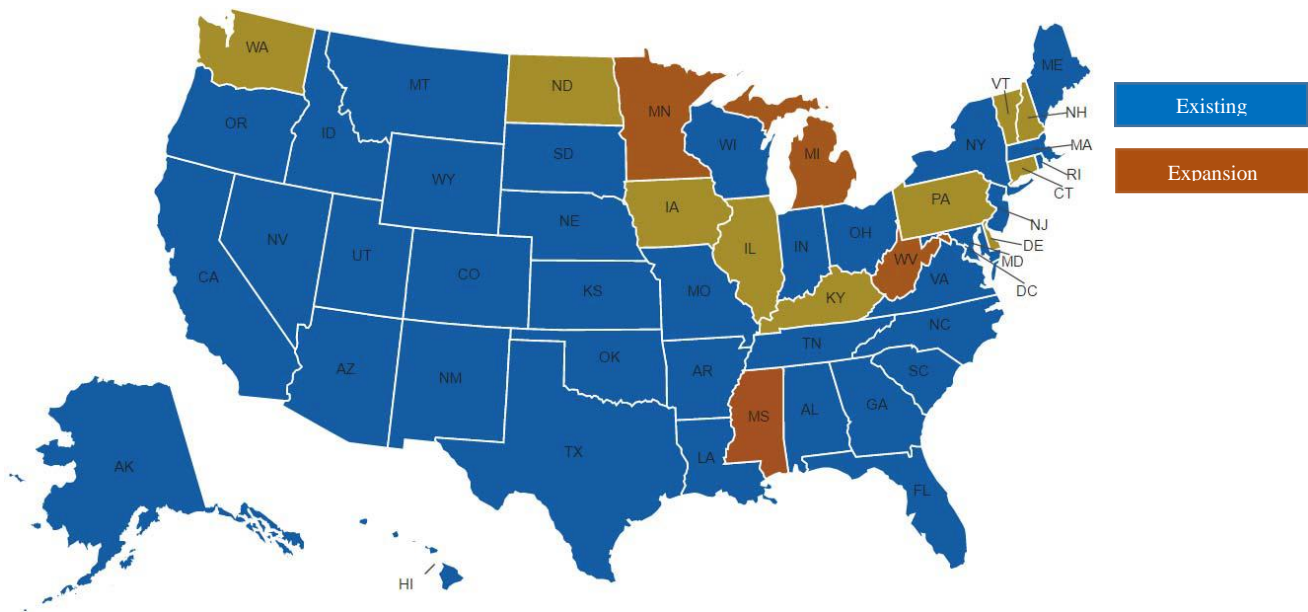 WA
MT
ND
MN
VT
ME
Existing
NH
OR
ID
SD
WI
MI
NY
MA
Expansion
WY
RI
CT
IA
PA
NE
NJ
NV
IL
IN
OH
DE
UT
WV
MD
CA
CO
VA
DC
KS
MO
KY
NC
TN
AZ
NM
OK
AR
SC
MS
AL
GA
TX
LA
AK
FL
HI